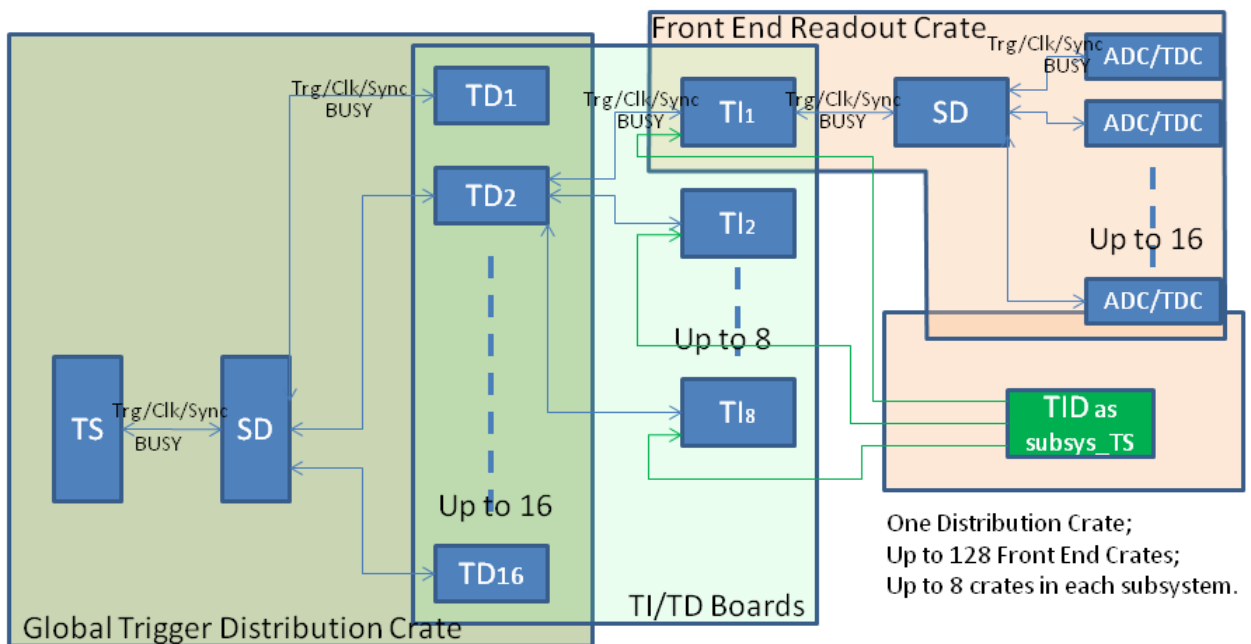 Front End Readout Crate
Trg/Clk/Sync
BUSY
TD1
Trg/Clk/Sync
BUSY
TI1
Trg/Clk/Sync
BUSY
SD
Trg/Clk/Sync
BUSY
ADC/TDC
ADC/TDC
TD2
TI2
Up to 16
ADC/TDC
Up to 8
TS
Trg/Clk/Sync
BUSY
SD
TI8
TID as
subsys_TS
Up to 16
TD16
One Distribution Crate;
Up to 128 Front End Crates;
Up to 8 crates in each subsystem.
TI/TD Boards
Global Trigger Distribution Crate